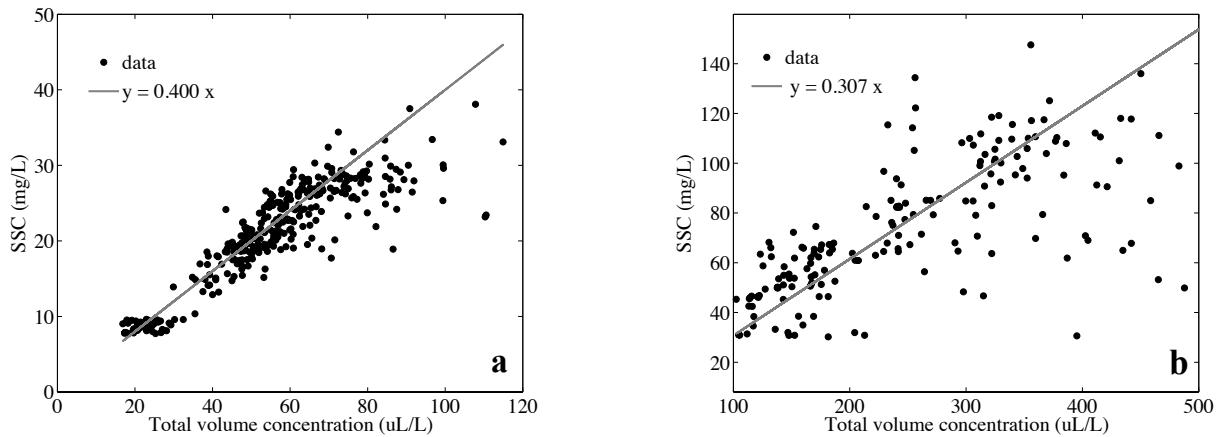 50
40
30
20
10
0
SSC (mg/L)
data
y = 0.400 x
a
0 20 40 60 80 100 120
Total volume concentration (uL/L)
140
120
100
80
60
40
20
SSC (mg/L)
data
y = 0.307 x
b
100 200 300 400 500
Total volume concentration (uL/L)